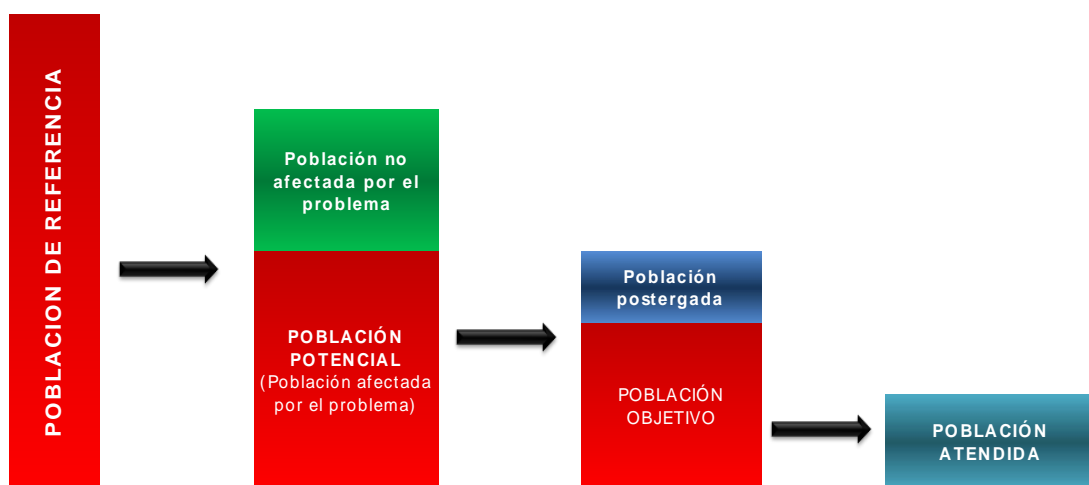 POBLACION DE REFERENCIA
Población no
afectada por el
problema
POBLACIÓN
POTENCIAL
(Población afectada
por el problema)
Población
postergada
POBLACIÓN
OBJETIVO
POBLACIÓN
ATENDIDA